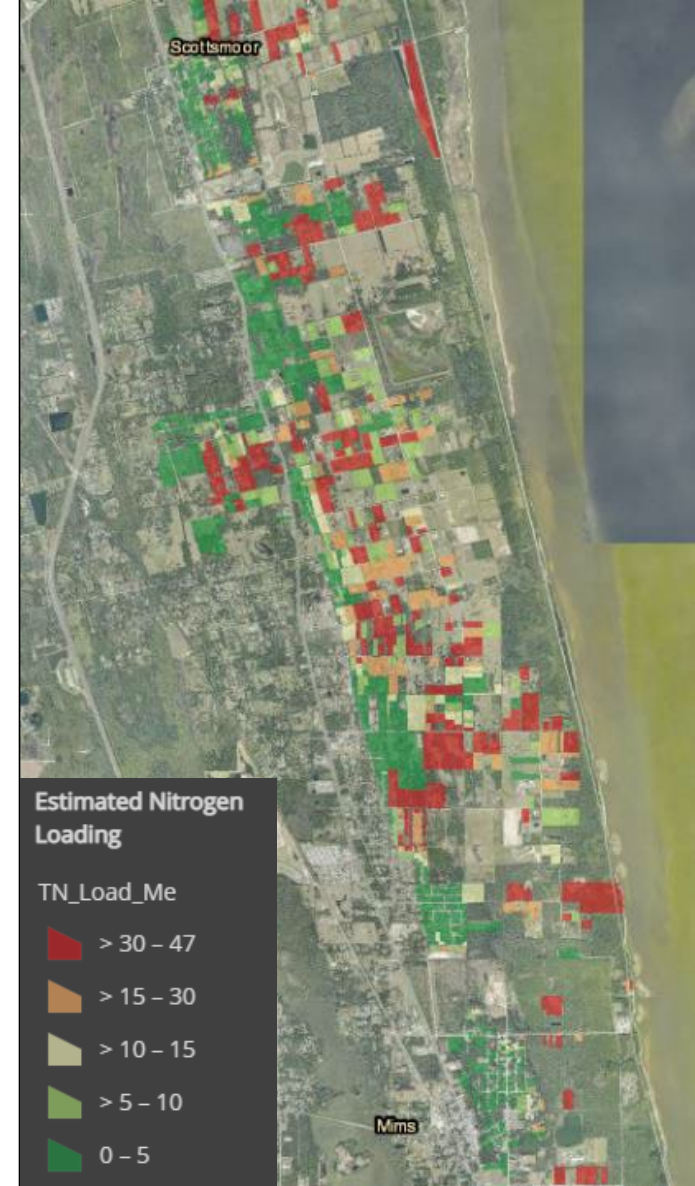 Scottsmoor
Estimated Nitrogen
Loading
TN_Load_Me
> 30 – 47
> 15 – 30
> 10 – 15
> 5 – 10
0 – 5
Mims